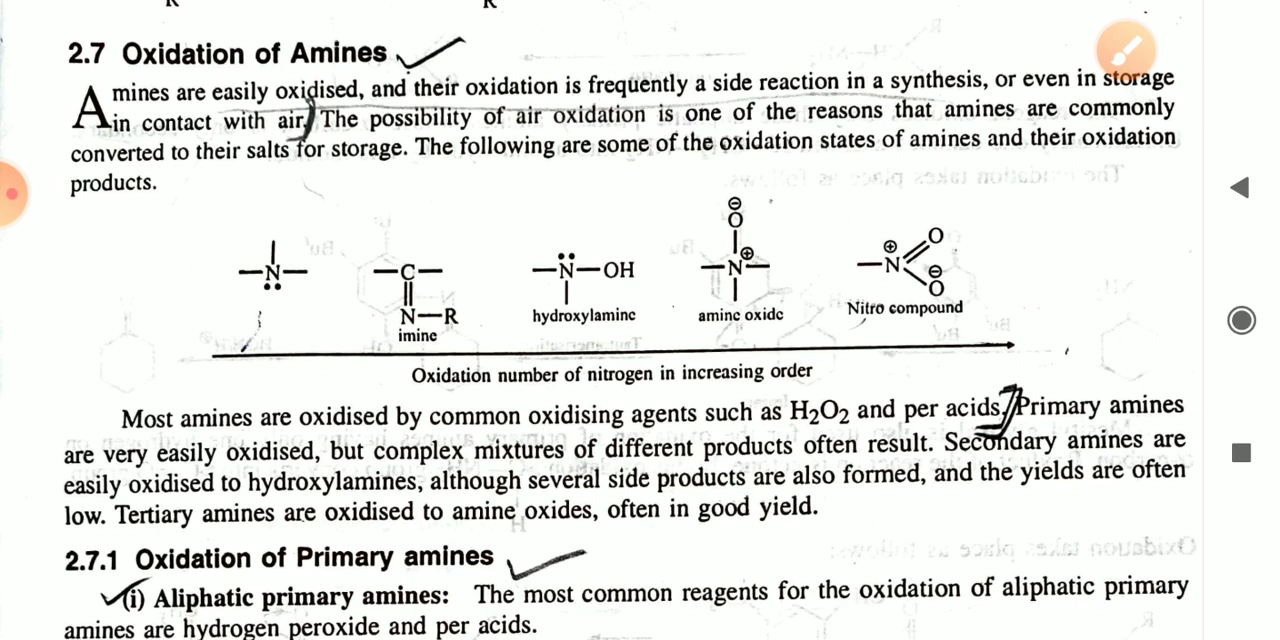 R R
2.7 Oxidation of Amines
Amines are easily oxidised, and their oxidation is frequently a side reaction in a synthesis, or even in storage
in contact with air. The possibility of air oxidation is one of the reasons that amines are commonly
converted to their salts for storage. The following are some of the oxidation states of amines and their oxidation
products.
⊖
O
⊕ O
—N— —C— —N̈—OH —N⊕— —N ⊖
N—R hydroxylamine amine oxide O
imine Nitro compound
Oxidation number of nitrogen in increasing order
Most amines are oxidised by common oxidising agents such as H₂O₂ and per acids. Primary amines
are very easily oxidised, but complex mixtures of different products often result. Secondary amines are
easily oxidised to hydroxylamines, although several side products are also formed, and the yields are often
low. Tertiary amines are oxidised to amine oxides, often in good yield.
2.7.1 Oxidation of Primary amines
(i) Aliphatic primary amines: The most common reagents for the oxidation of aliphatic primary
amines are hydrogen peroxide and per acids.